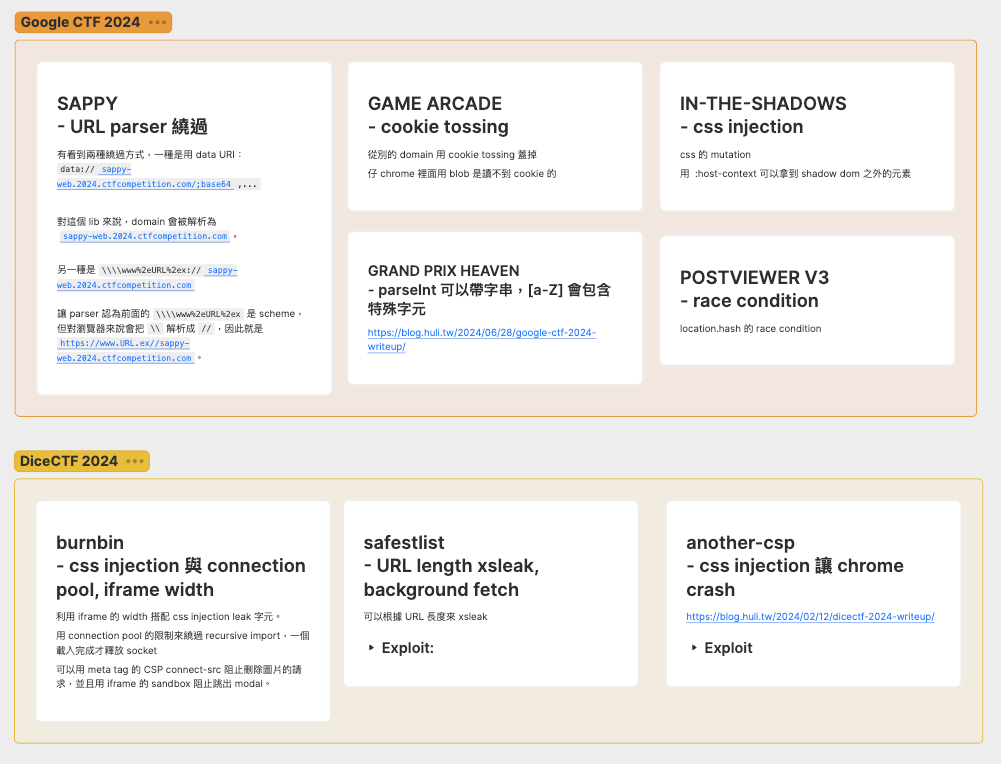 Google CTF 2024 •••
SAPPY
- URL parser 繞過
有看到兩種繞過方式，一種是用 data URI：
data:// sappy-
web.2024.ctfcompetition.com/;base64 ,...
對這個 lib 來說，domain 會被解析為
sappy-web.2024.ctfcompetition.com 。
另一種是 \\\\www%2eURL%2ex:// sappy-
web.2024.ctfcompetition.com
讓 parser 認為前面的 \\\\www%2eURL%2ex 是 scheme，
但對瀏覽器來說會把 \\ 解析成 //，因此就是
https://www.URL.ex//sappy-
web.2024.ctfcompetition.com 。
GAME ARCADE
- cookie tossing
從別的 domain 用 cookie tossing 蓋掉
仔 chrome 裡面用 blob 是讀不到 cookie 的
IN-THE-SHADOWS
- css injection
css 的 mutation
用 :host-context 可以拿到 shadow dom 之外的元素
GRAND PRIX HEAVEN
- parseInt 可以帶字串，[a-Z] 會包含
特殊字元
https://blog.huli.tw/2024/06/28/google-ctf-2024-
writeup/
POSTVIEWER V3
- race condition
location.hash 的 race condition
DiceCTF 2024 •••
burnbin
- css injection 與 connection
pool, iframe width
利用 iframe 的 width 搭配 css injection leak 字元。
用 connection pool 的限制來繞過 recursive import，一個
載入完成才釋放 socket
可以用 meta tag 的 CSP connect-src 阻止刪除圖片的請
求，並且用 iframe 的 sandbox 阻止跳出 modal。
safestlist
- URL length xsleak,
background fetch
可以根據 URL 長度來 xsleak
Exploit:
another-csp
- css injection 讓 chrome
crash
https://blog.huli.tw/2024/02/12/dicectf-2024-writeup/
Exploit